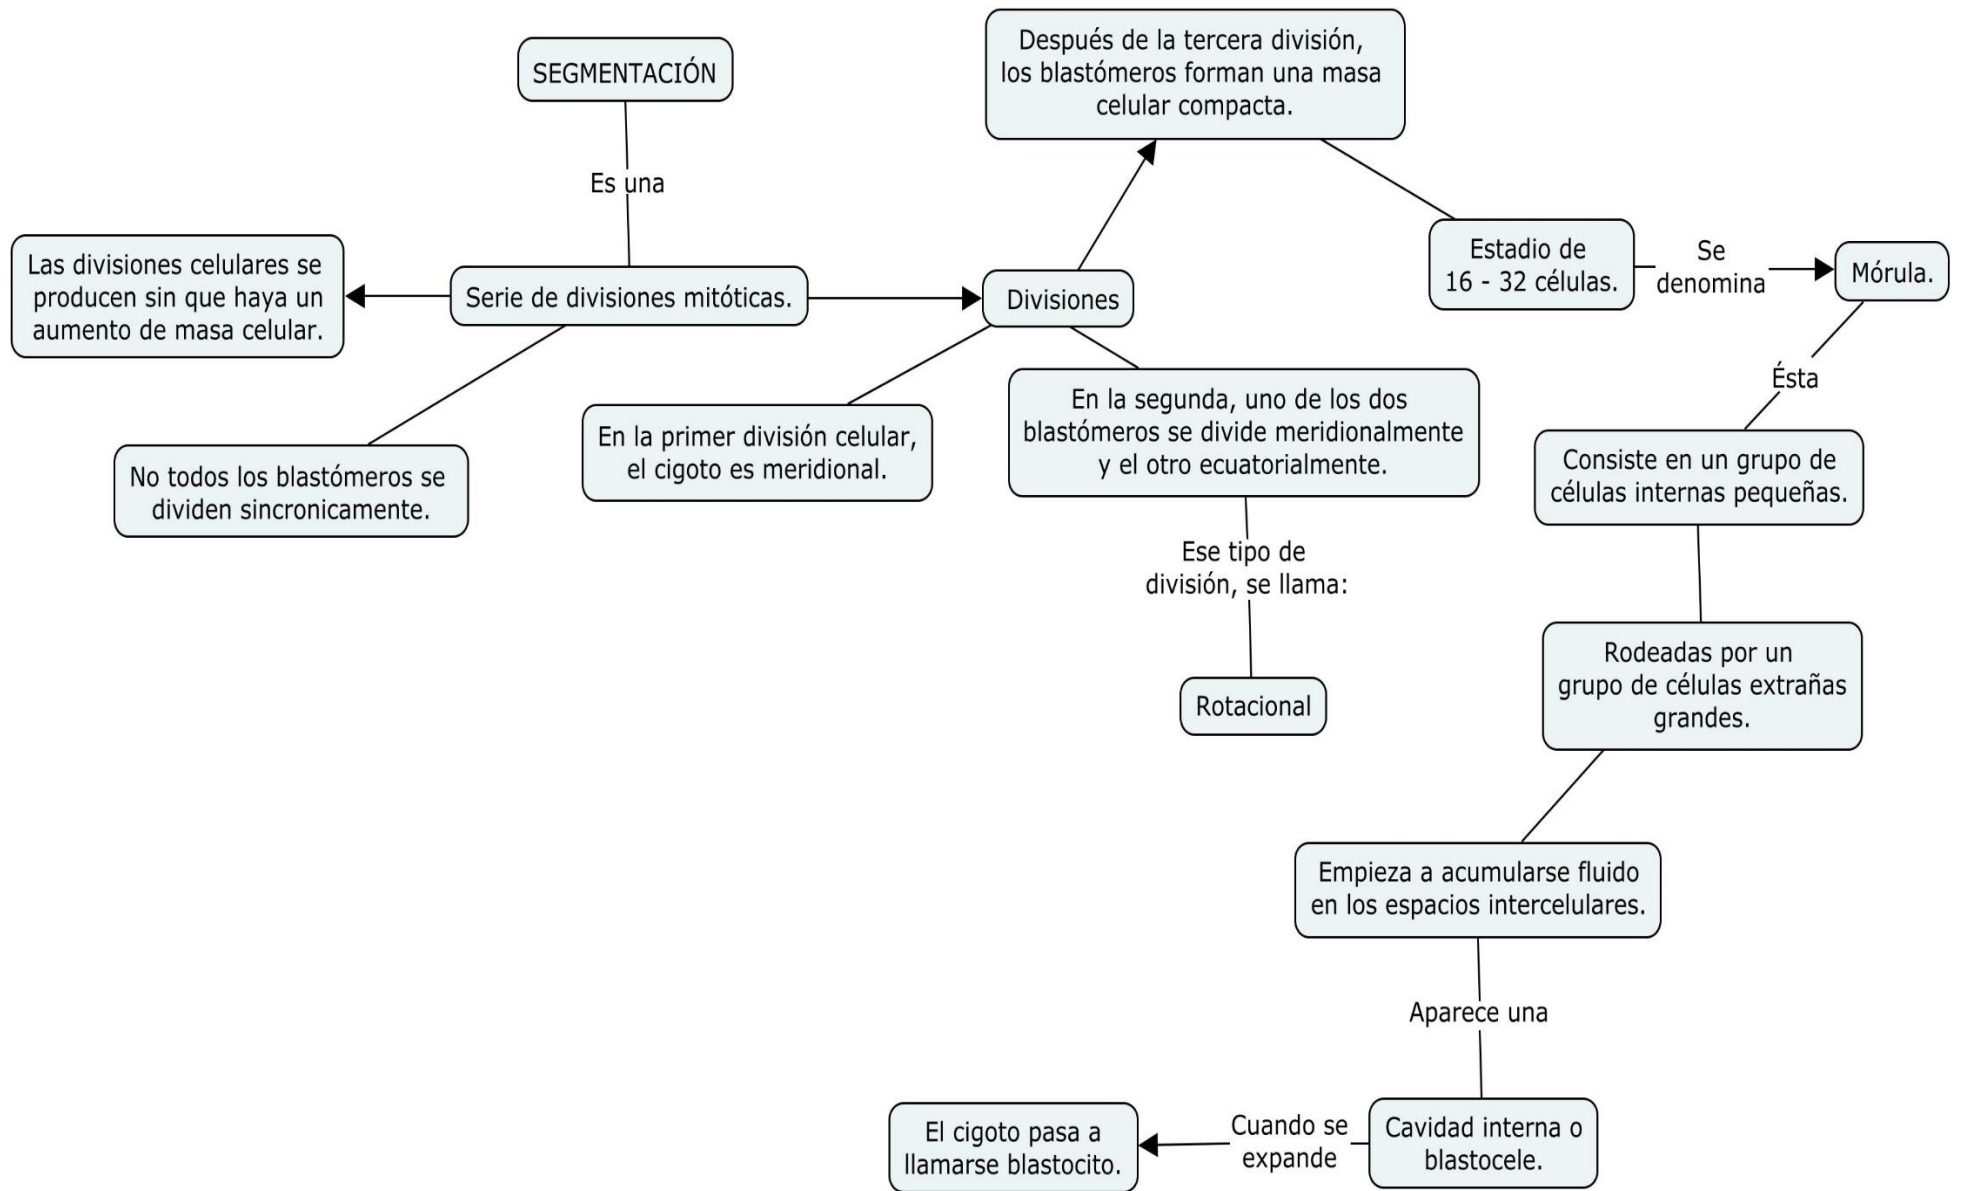 SEGMENTACIÓN
Es una
Serie de divisiones mitóticas.
Las divisiones celulares se
producen sin que haya un
aumento de masa celular.
No todos los blastómeros se
dividen sincronicamente.
Divisiones
En la primer división celular,
el cigoto es meridional.
En la segunda, uno de los dos
blastómeros se divide meridionalmente
y el otro ecuatorialmente.
Ese tipo de
división, se llama:
Rotacional
Después de la tercera división,
los blastómeros forman una masa
celular compacta.
Estadio de
16 - 32 células.
Se
denomina
Mórula.
Ésta
Consiste en un grupo de
células internas pequeñas.
Rodeadas por un
grupo de células extrañas
grandes.
Empieza a acumularse fluido
en los espacios intercelulares.
Aparece una
Cavidad interna o
blastocele.
Cuando se
expande
El cigoto pasa a
llamarse blastocito.